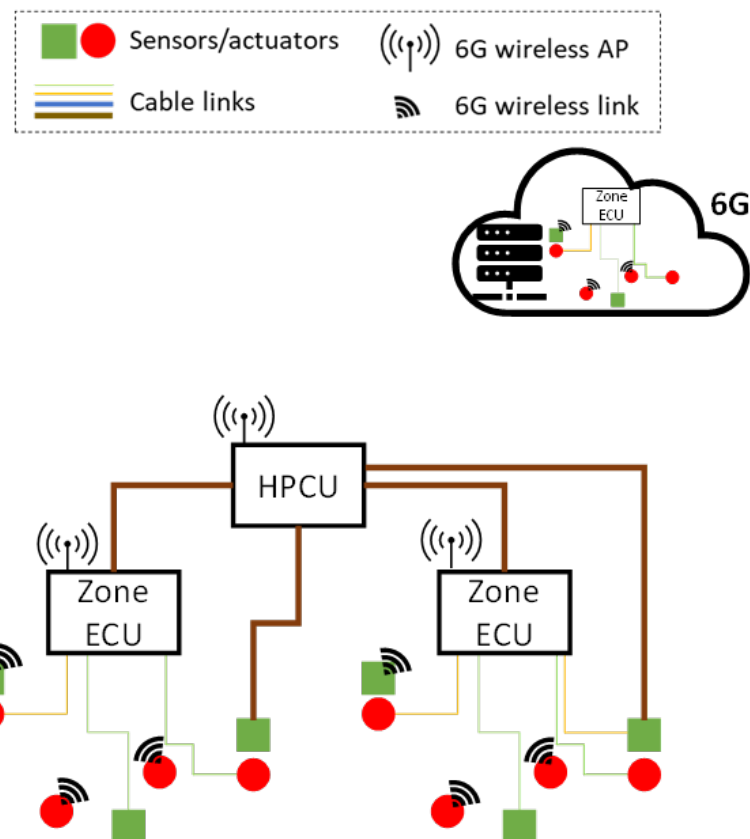 Sensors/actuators
6G wireless AP
Cable links
6G wireless link
Zone
ECU
6G
HPCU
Zone
ECU
Zone
ECU